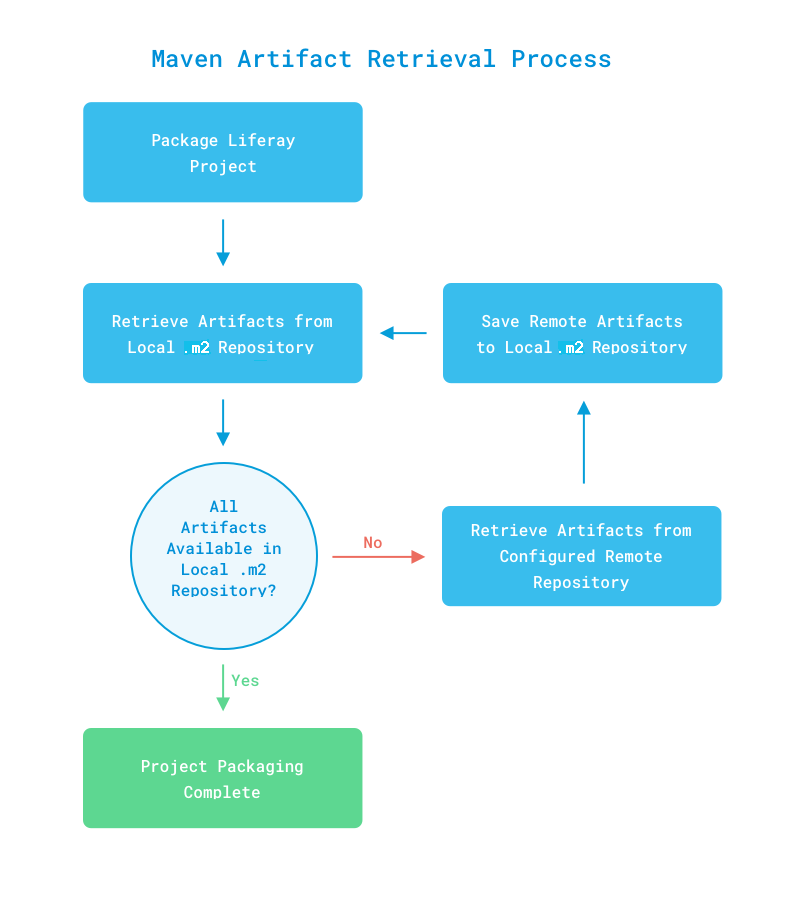 Maven Artifact Retrieval Process
Package Liferay
Project
Retrieve Artifacts from
Local .m2 Repository
Save Remote Artifacts
to Local .m2 Repository
All
Artifacts
Available in
Local .m2
Repository?
No
Retrieve Artifacts from
Configured Remote
Repository
Yes
Project Packaging
Complete